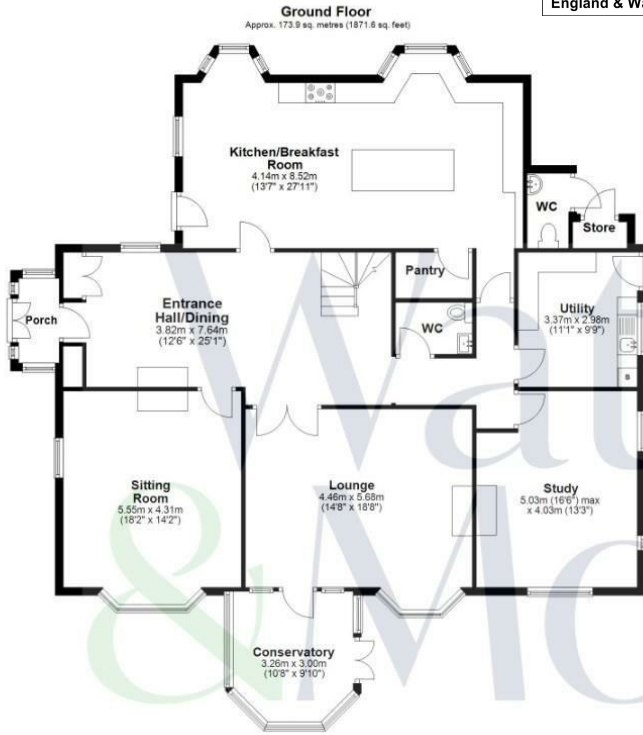 England & Wa
Ground Floor
Approx. 173.9 sq. metres (1871.6 sq. feet)
Kitchen/Breakfast
Room
4.14m x 8.52m
(13'7" x 27'11")
WC
Store
Pantry
Porch
Entrance
Hall/Dining
3.82m x 7.64m
(12'6" x 25'1")
WC
Utility
3.37m x 2.98m
(11'1" x 9'9")
Sitting
Room
5.55m x 4.31m
(18'2" x 14'2")
Lounge
4.46m x 5.68m
(14'8" x 18'8")
Study
5.03m (16'6") max
x 4.03m (13'3")
Conservatory
3.26m x 3.00m
(10'8" x 9'10")
Wat
& Mo